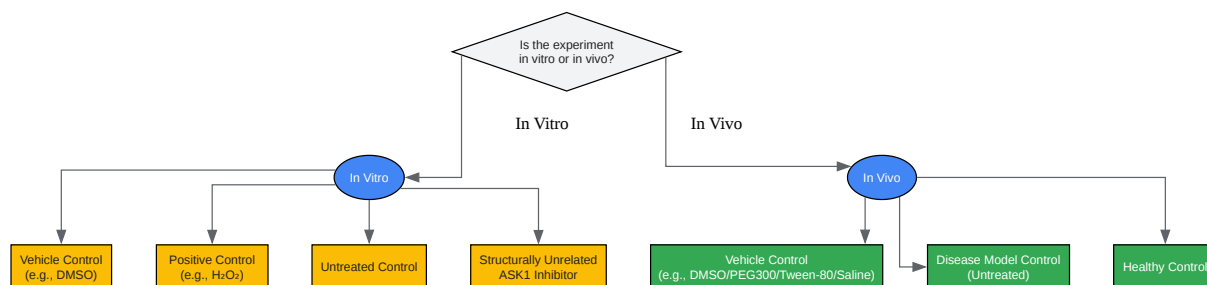 Is the experiment
in vitro or in vivo?
In Vitro
In Vivo
In Vitro
In Vivo
Vehicle Control
(e.g., DMSO)
Positive Control
(e.g., H₂O₂)
Untreated Control
Structurally Unrelated
ASK1 Inhibitor
Vehicle Control
(e.g., DMSO/PEG300/Tween-80/Saline)
Disease Model Control
(Untreated)
Healthy Control